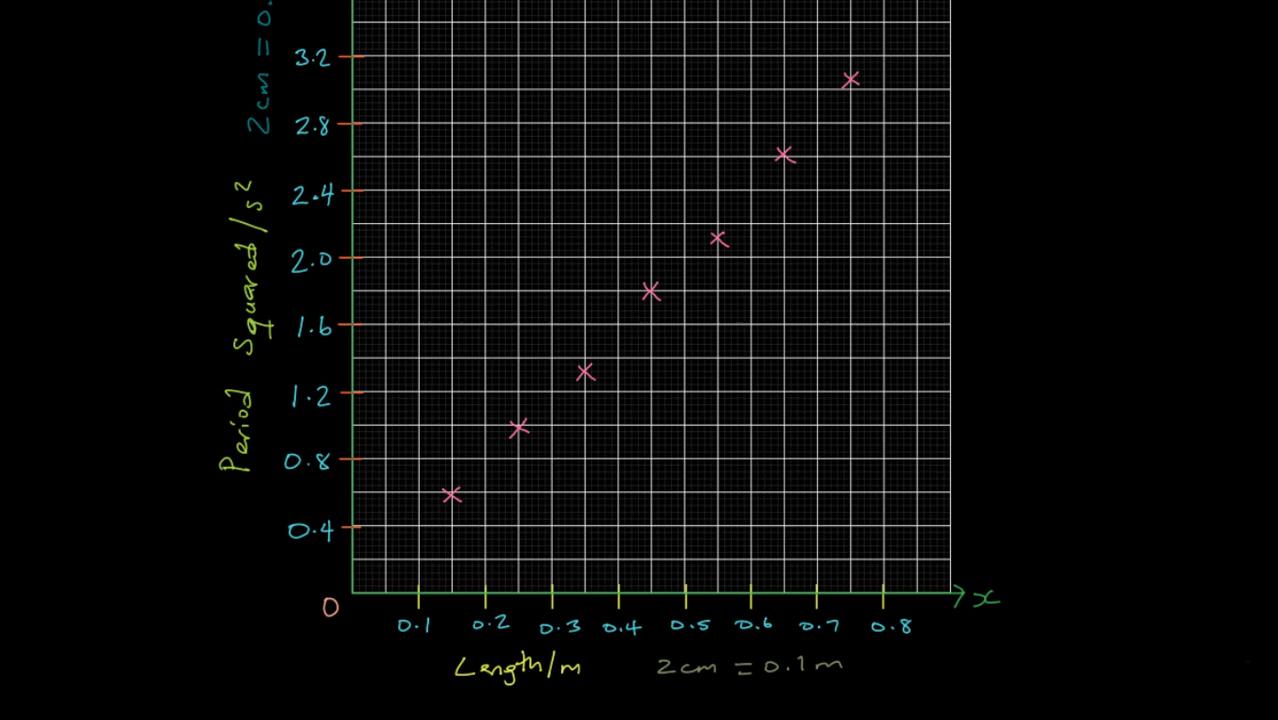 2cm = 0.
Period Squared/s²
3.2
2.8
2.4
2.0
1.6
1.2
0.8
0.4
0
x
0.1 0.2 0.3 0.4 0.5 0.6 0.7 0.8
Length/m 2cm = 0.1m